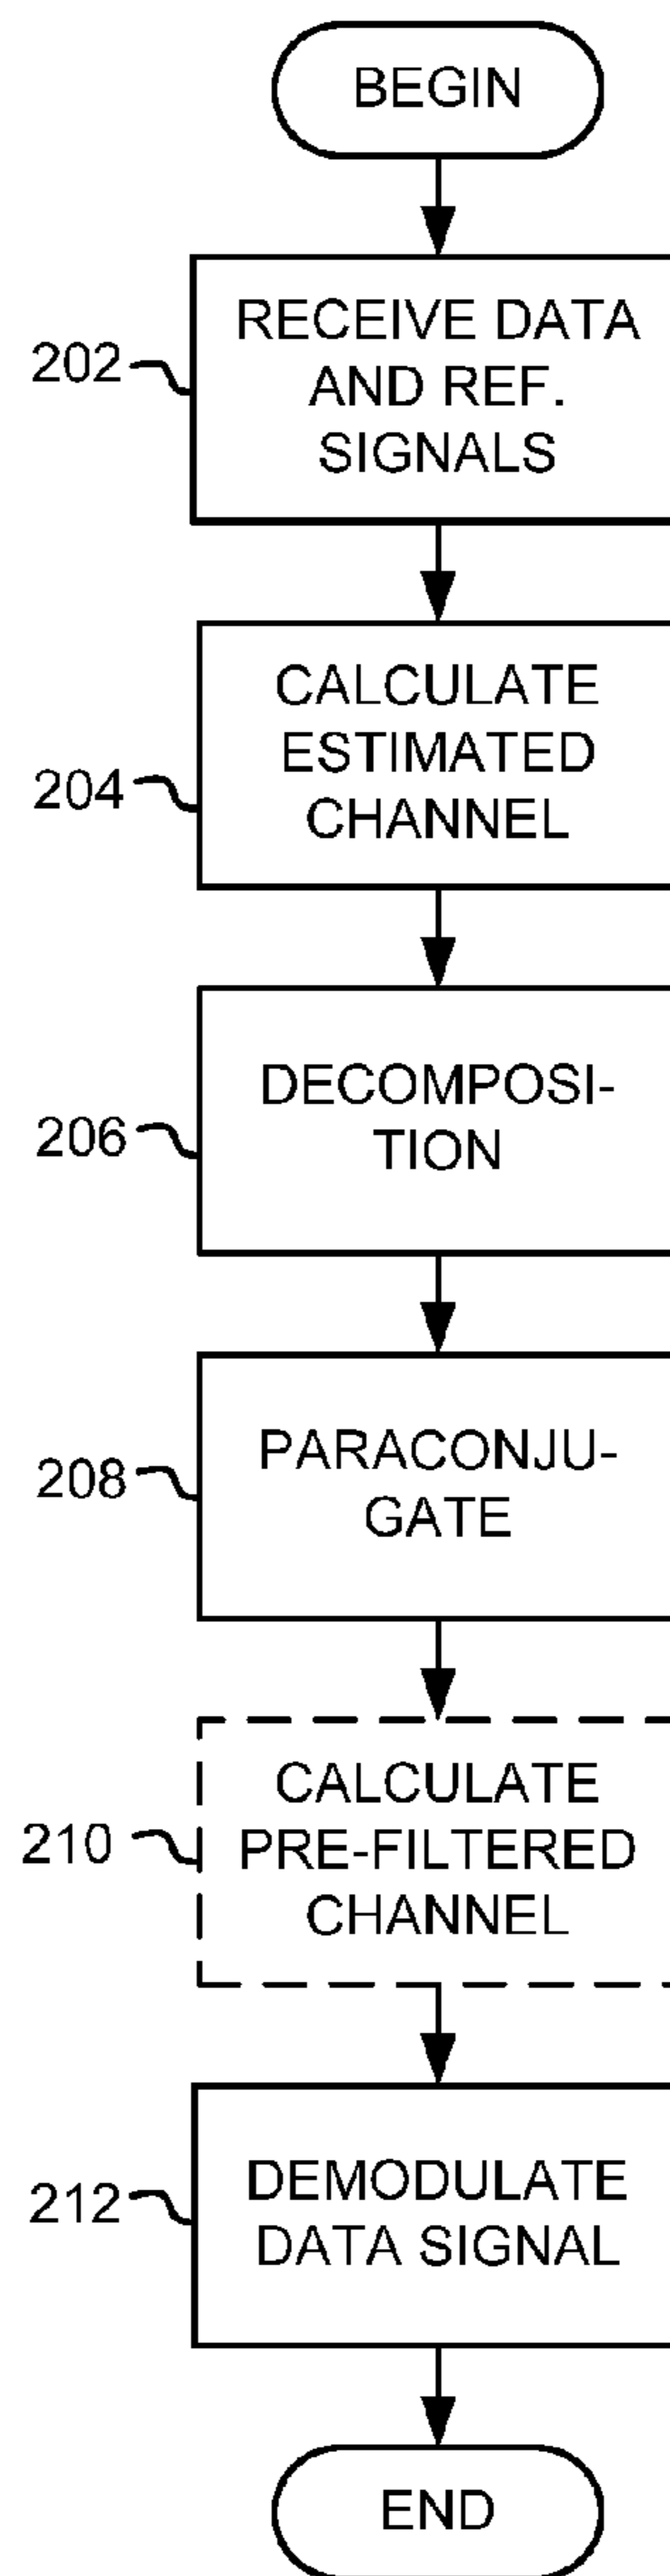 BEGIN
202
RECEIVE DATA
AND REF.
SIGNALS
204
CALCULATE
ESTIMATED
CHANNEL
206
DECOMPOSI-
TION
208
PARACONJU-
GATE
210
CALCULATE
PRE-FILTERED
CHANNEL
212
DEMODULATE
DATA SIGNAL
END